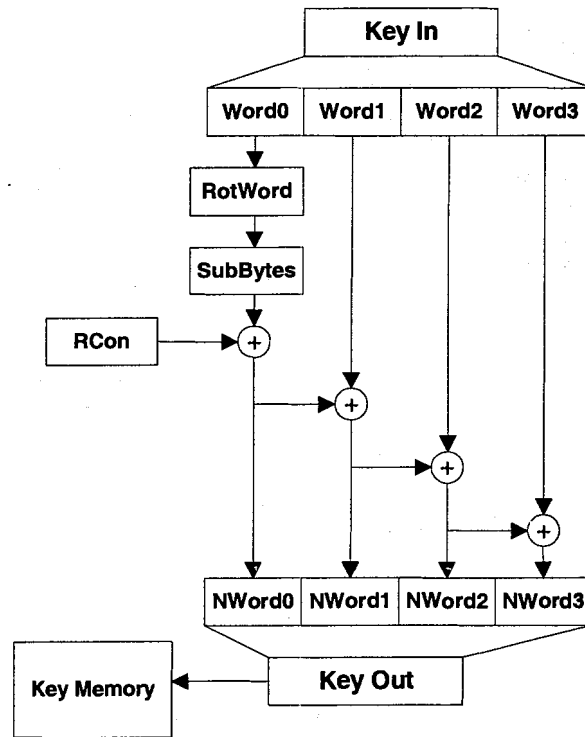 Key In
Word0 Word1 Word2 Word3
RotWord
SubBytes
RCon
+
+
+
+
NWord0 NWord1 NWord2 NWord3
Key Memory
Key Out